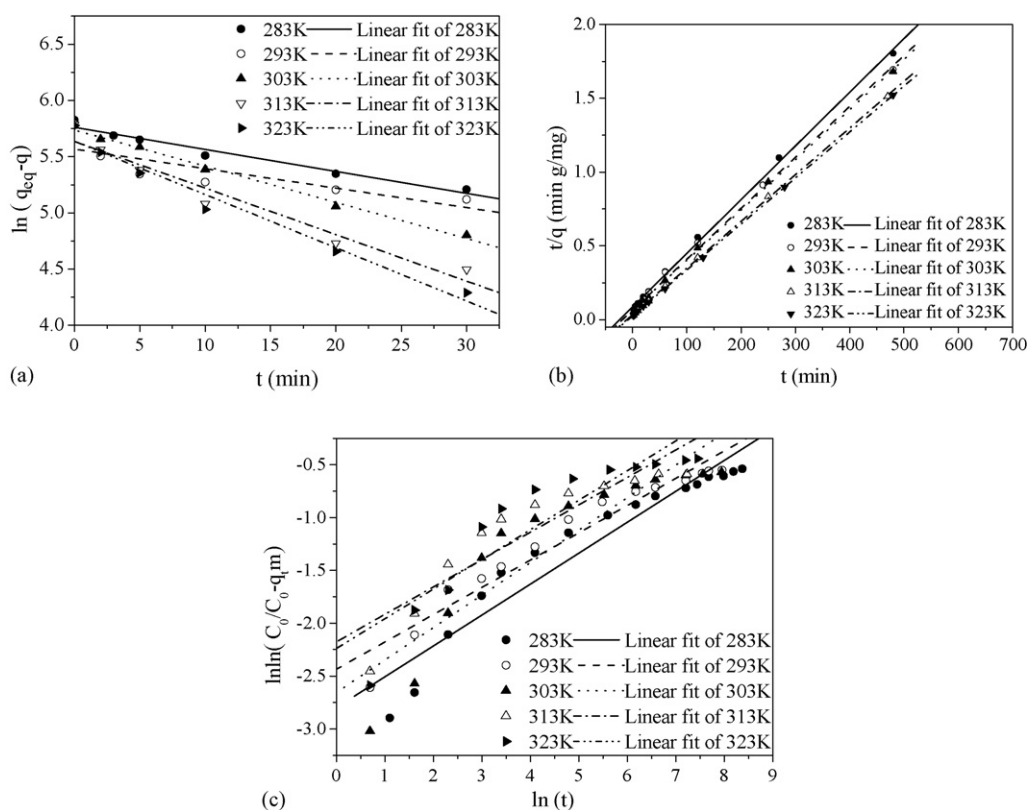 283K Linear fit of 283K
293K Linear fit of 293K
303K Linear fit of 303K
313K Linear fit of 313K
323K Linear fit of 323K
6.5
6.0
5.5
5.0
4.5
4.0
ln ( qeq-q)
0 5 10 15 20 25 30
t (min)
(a)
2.0
1.5
1.0
0.5
0.0
t/q (min g/mg)
283K Linear fit of 283K
293K Linear fit of 293K
303K Linear fit of 303K
313K Linear fit of 313K
323K Linear fit of 323K
0 100 200 300 400 500 600 700
t (min)
(b)
-0.5
-1.0
-1.5
-2.0
-2.5
-3.0
lnln( C0/C0-qtm)
283K Linear fit of 283K
293K Linear fit of 293K
303K Linear fit of 303K
313K Linear fit of 313K
323K Linear fit of 323K
0 1 2 3 4 5 6 7 8 9
ln (t)
(c)